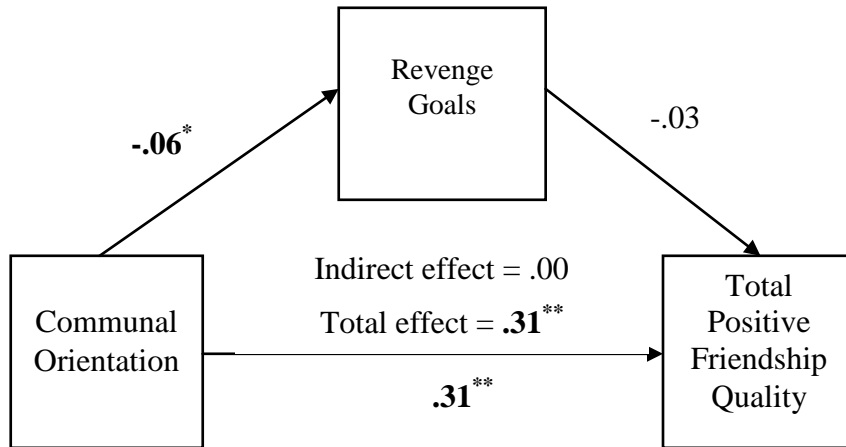 Revenge
Goals
-.06*
-.03
Indirect effect = .00
Total effect = .31**
.31**
Communal
Orientation
Total
Positive
Friendship
Quality